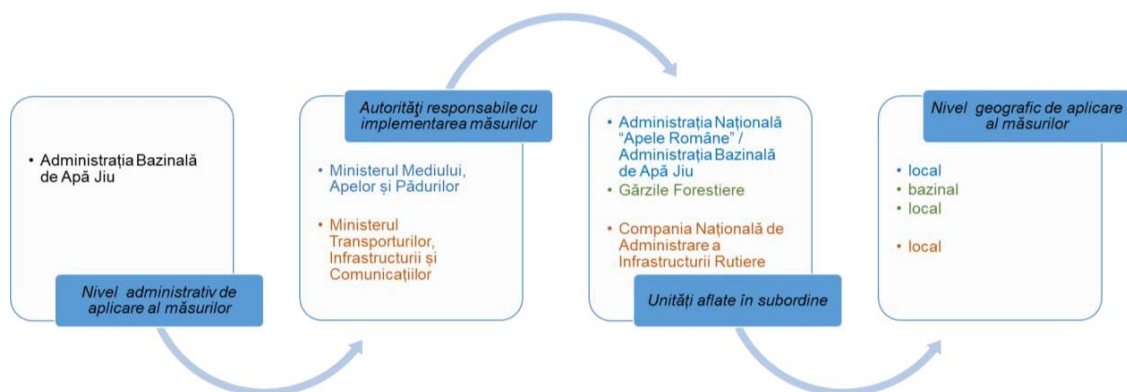 • Administrația Bazinală
de Apă Jiu
Nivel administrativ de
aplicare al măsurilor
Autorităţi responsabile cu
implementarea măsurilor
• Ministerul Mediului,
Apelor și Pădurilor
• Ministerul
Transporturilor,
Infrastructurii și
Comunicațiilor
• Administrația Națională
“Apele Române” /
Administrația Bazinală
de Apă Jiu
• Gărzile Forestiere
• Compania Națională de
Administrare a
Infrastructurii Rutiere
Unităţi aflate în subordine
Nivel geografic de aplicare
al măsurilor
• local
• bazinal
• local
• local